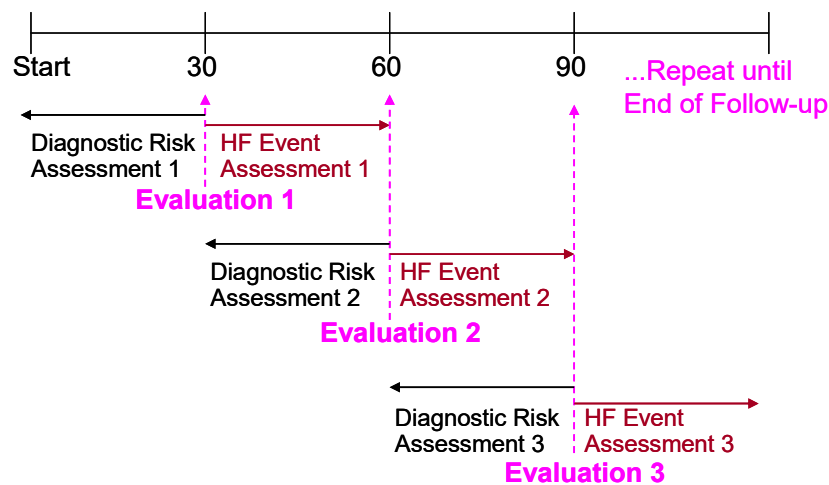 Start 30 60 90 ...Repeat until
End of Follow-up
Diagnostic Risk
Assessment 1
HF Event
Assessment 1
Evaluation 1
Diagnostic Risk
Assessment 2
HF Event
Assessment 2
Evaluation 2
Diagnostic Risk
Assessment 3
HF Event
Assessment 3
Evaluation 3